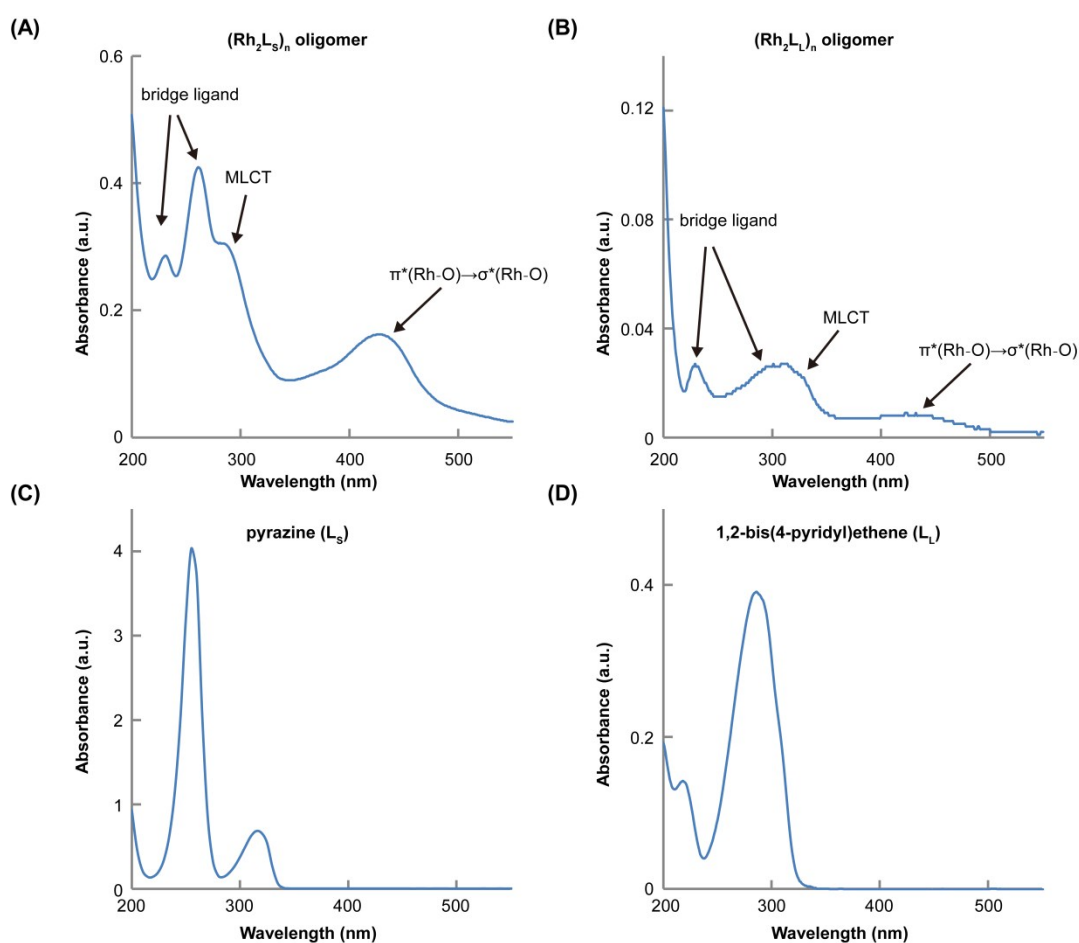 (A)
(Rh₂Lₛ)ₙ oligomer
0.6
0.4
0.2
0
Absorbance (a.u.)
bridge ligand
MLCT
π*(Rh-O)→σ*(Rh-O)
200 300 400 500
Wavelength (nm)
(B)
(Rh₂L_L)ₙ oligomer
0.12
0.08
0.04
0
Absorbance (a.u.)
bridge ligand
MLCT
π*(Rh-O)→σ*(Rh-O)
200 300 400 500
Wavelength (nm)
(C)
pyrazine (Lₛ)
4
3
2
1
0
Absorbance (a.u.)
200 300 400 500
Wavelength (nm)
(D)
1,2-bis(4-pyridyl)ethene (L_L)
0.4
0.2
0
Absorbance (a.u.)
200 300 400 500
Wavelength (nm)